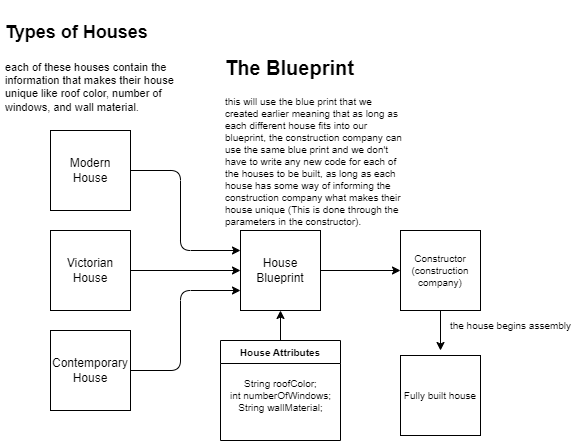 Types of Houses
each of these houses contain the
information that makes their house
unique like roof color, number of
windows, and wall material.
The Blueprint
this will use the blue print that we
created earlier meaning that as long as
each different house fits into our
blueprint, the construction company can
use the same blue print and we don't
have to write any new code for each of
the houses to be built, as long as each
house has some way of informing the
construction company what makes their
house unique (This is done through the
parameters in the constructor).
Modern
House
Victorian
House
Contemporary
House
House
Blueprint
Constructor
(construction
company)
the house begins assembly
House Attributes
String roofColor;
int numberOfWindows;
String wallMaterial;
Fully built house